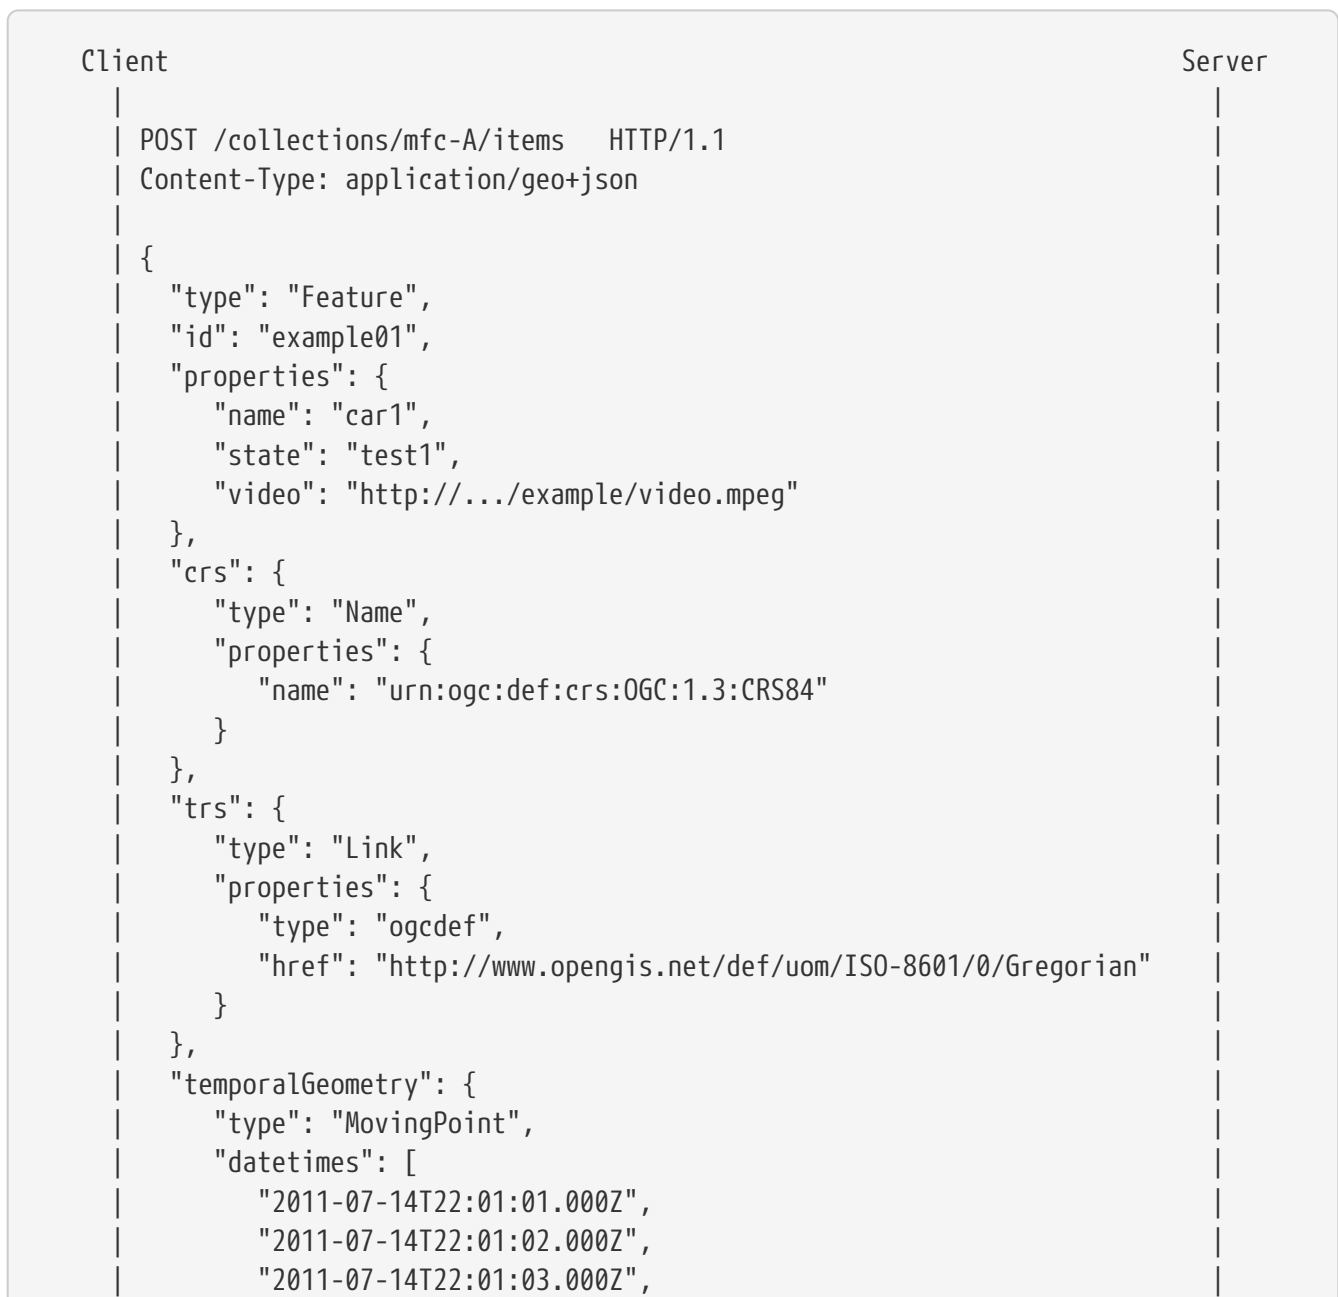 Client                                                                 Server
  |                                                                          |
  | POST /collections/mfc-A/items   HTTP/1.1                                 |
  | Content-Type: application/geo+json                                       |
  |                                                                          |
  | {                                                                        |
  |   "type": "Feature",                                                     |
  |   "id": "example01",                                                     |
  |   "properties": {                                                        |
  |      "name": "car1",                                                     |
  |      "state": "test1",                                                   |
  |      "video": "http://.../example/video.mpeg"                            |
  |   },                                                                     |
  |   "crs": {                                                               |
  |      "type": "Name",                                                     |
  |      "properties": {                                                     |
  |         "name": "urn:ogc:def:crs:OGC:1.3:CRS84"                          |
  |      }                                                                   |
  |   },                                                                     |
  |   "trs": {                                                               |
  |      "type": "Link",                                                     |
  |      "properties": {                                                     |
  |         "type": "ogcdef",                                                |
  |         "href": "http://www.opengis.net/def/uom/ISO-8601/0/Gregorian"    |
  |      }                                                                   |
  |   },                                                                     |
  |   "temporalGeometry": {                                                  |
  |      "type": "MovingPoint",                                              |
  |      "datetimes": [                                                      |
  |         "2011-07-14T22:01:01.000Z",                                      |
  |         "2011-07-14T22:01:02.000Z",                                      |
  |         "2011-07-14T22:01:03.000Z",                                      |